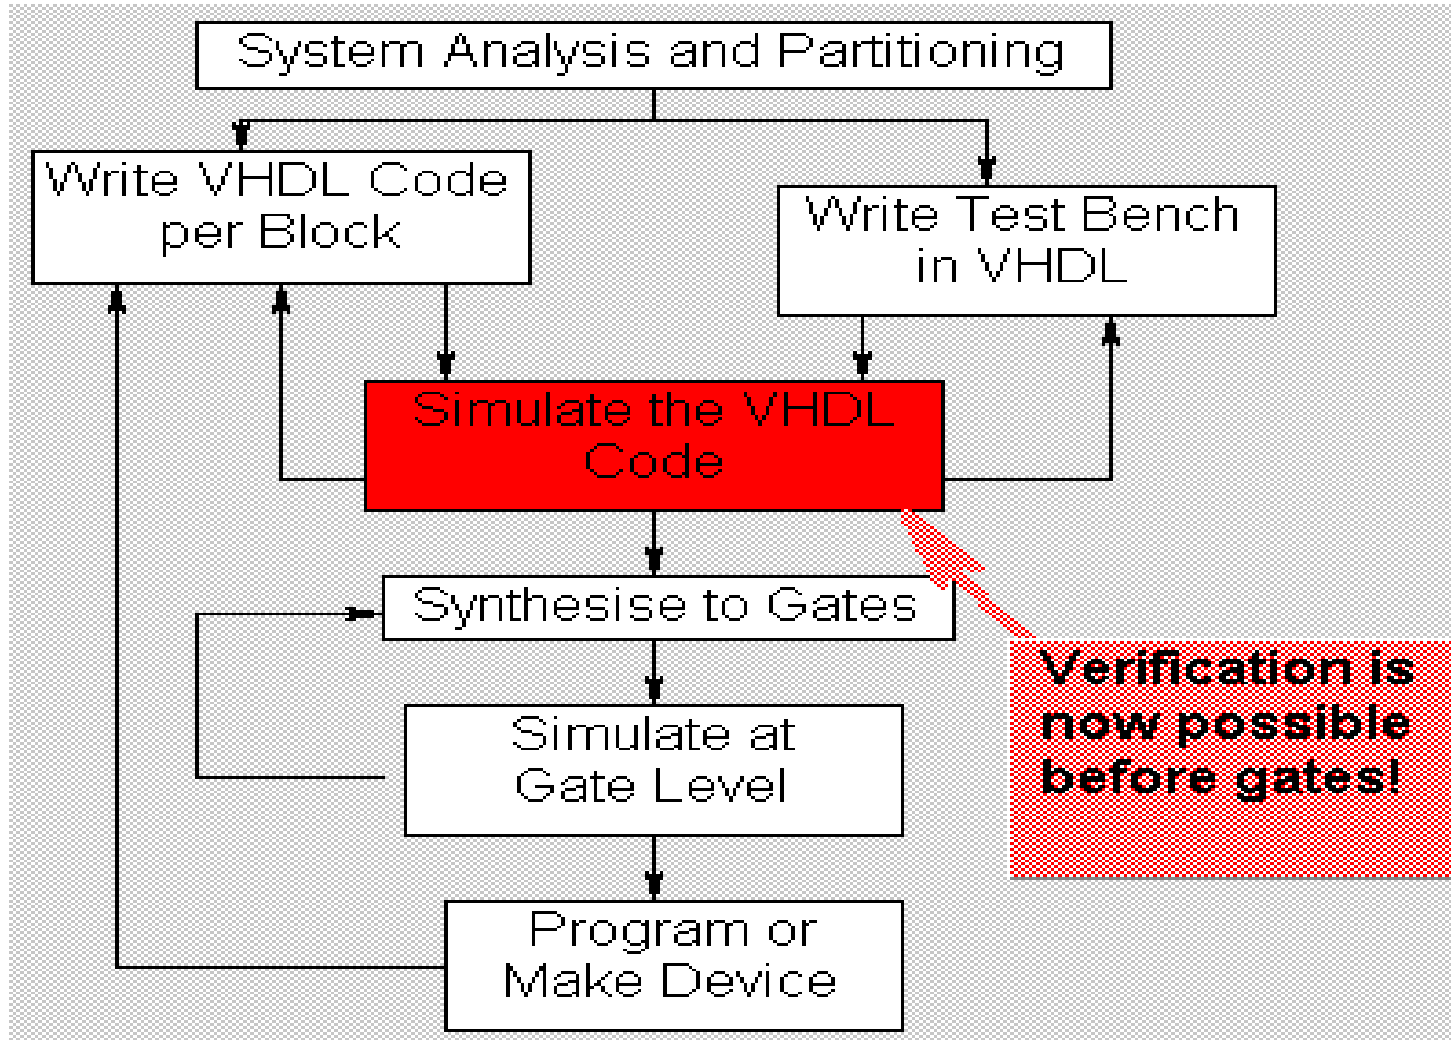 System Analysis and Partitioning
Write VHDL Code
per Block
Write Test Bench
in VHDL
Simulate the VHDL
Code
Synthesise to Gates
Simulate at
Gate Level
Verification is
now possible
before gates!
Program or
Make Device